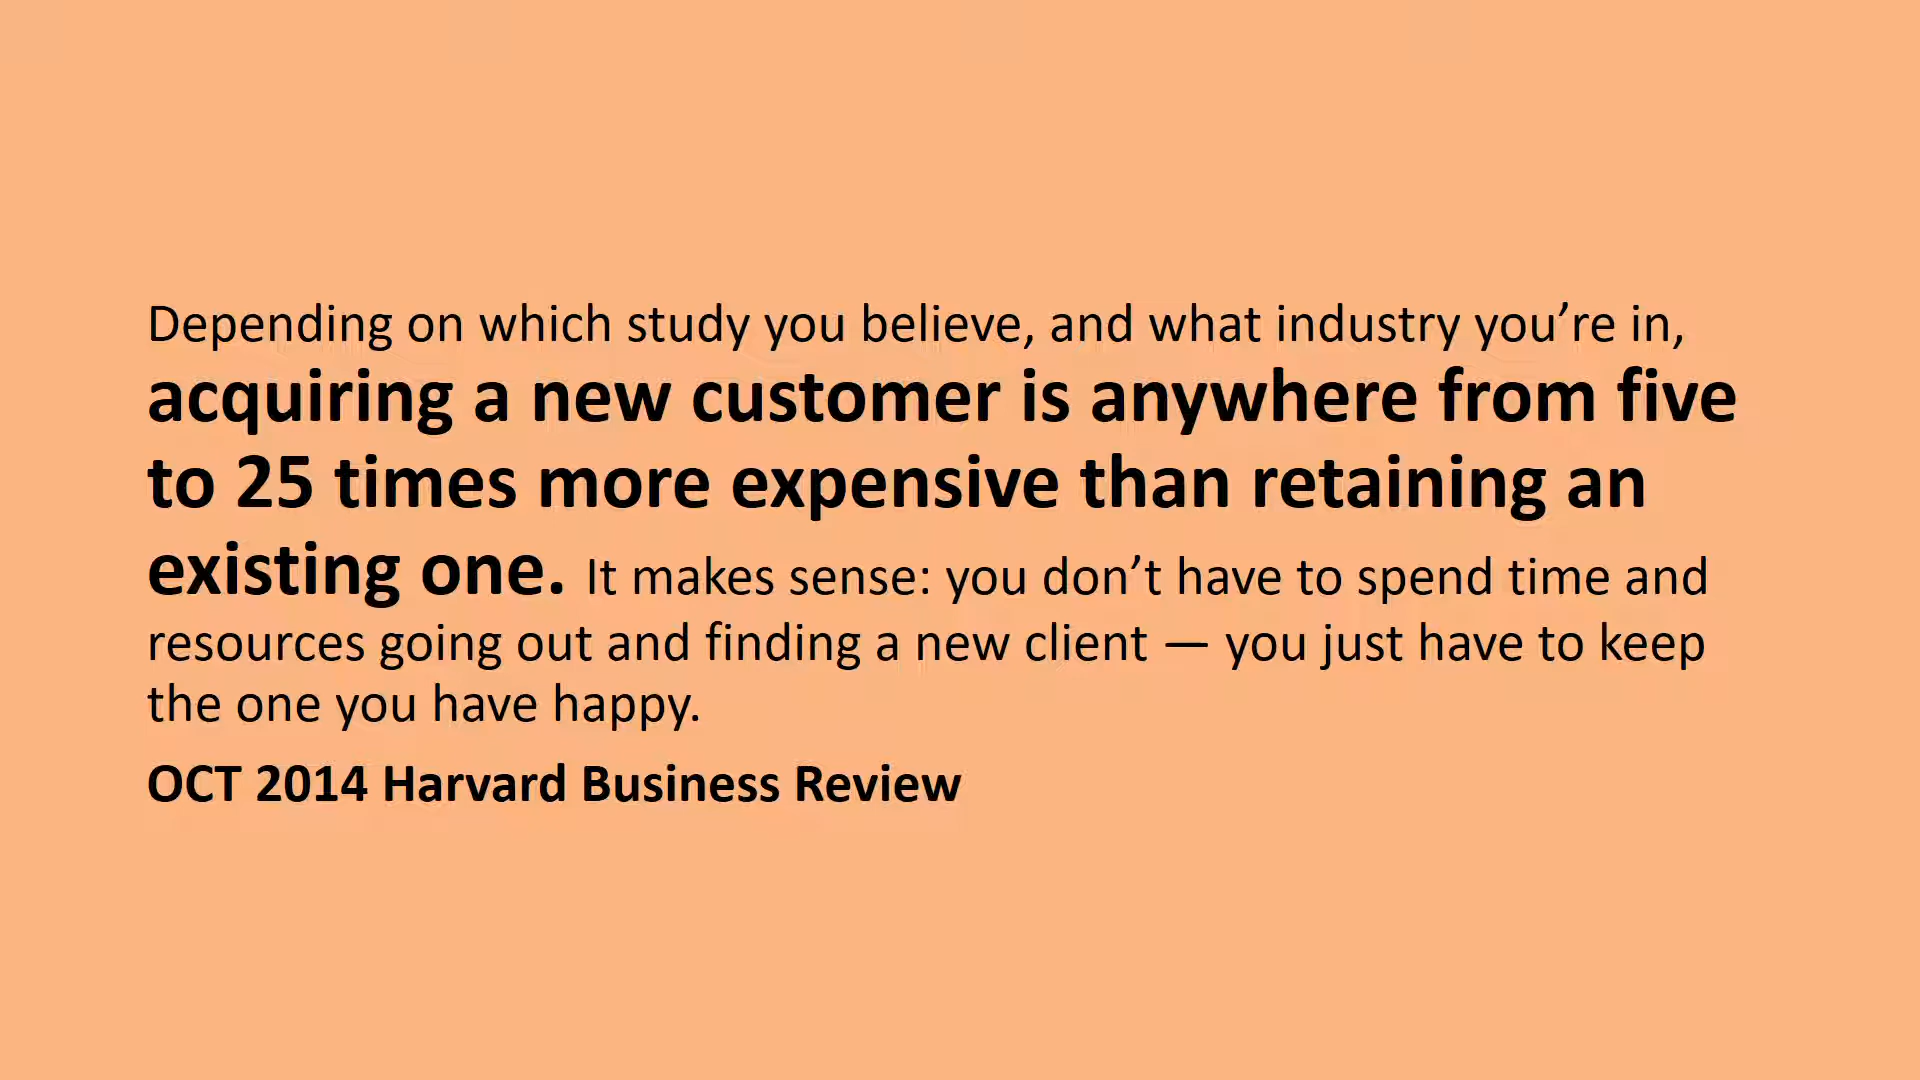 Depending on which study you believe, and what industry you’re in,
acquiring a new customer is anywhere from five
to 25 times more expensive than retaining an
existing one. It makes sense: you don’t have to spend time and
resources going out and finding a new client — you just have to keep
the one you have happy.
OCT 2014 Harvard Business Review